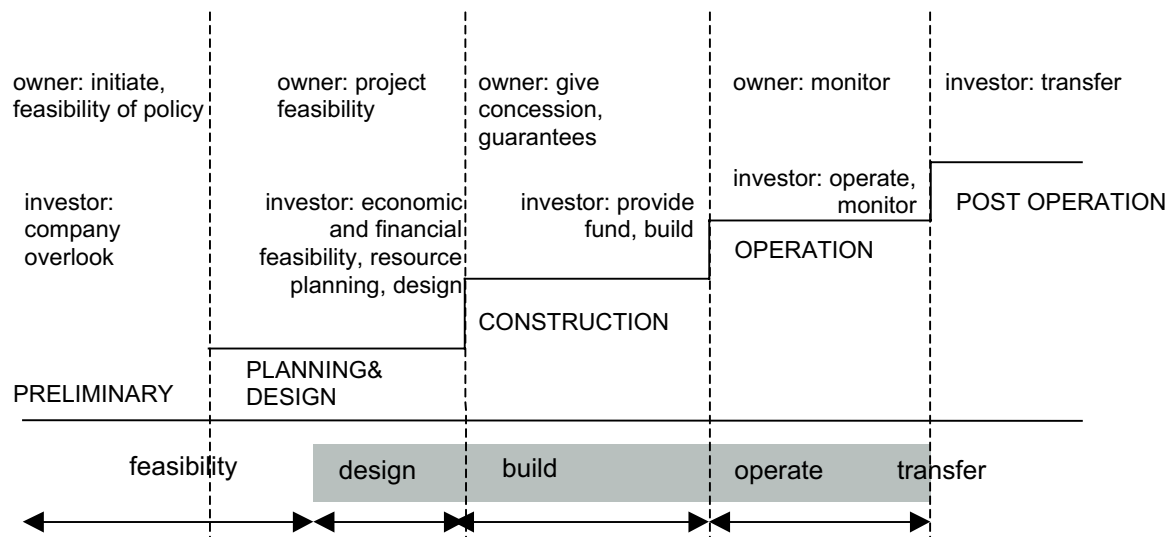 owner: initiate,
feasibility of policy
owner: project
feasibility
owner: give
concession,
guarantees
owner: monitor
investor: transfer
investor:
company
overlook
investor: economic
and financial
feasibility, resource
planning, design
investor: provide
fund, build
investor: operate,
monitor
POST OPERATION
OPERATION
CONSTRUCTION
PLANNING&
DESIGN
PRELIMINARY
feasibility
design
build
operate
transfer